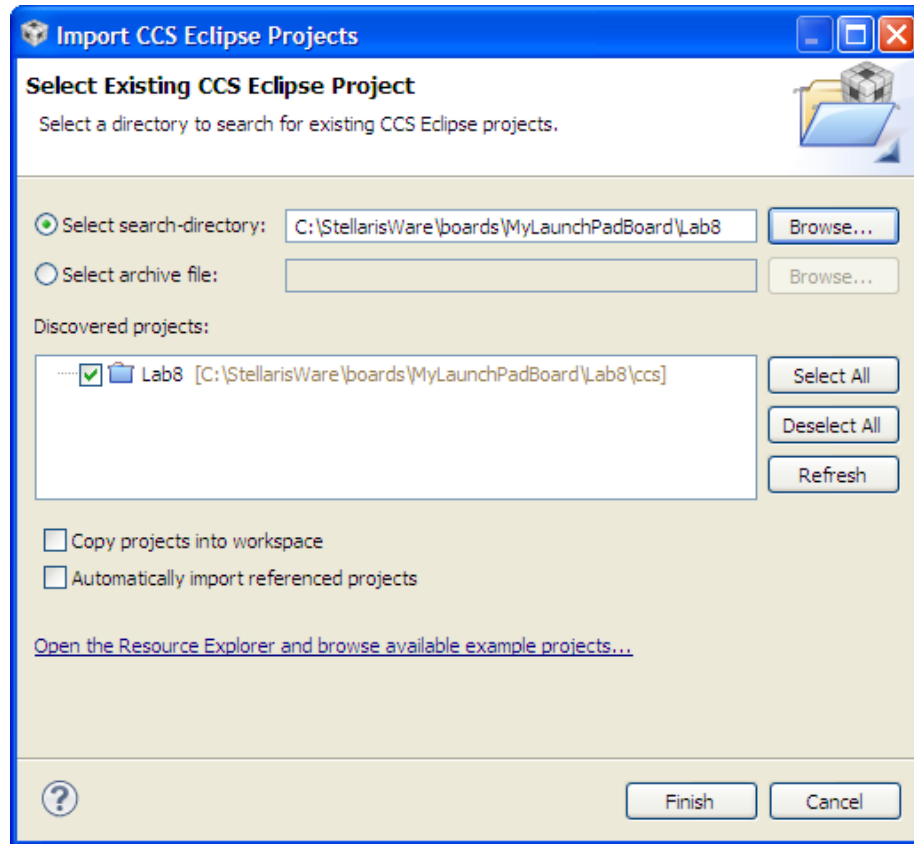 Import CCS Eclipse Projects
Select Existing CCS Eclipse Project
Select a directory to search for existing CCS Eclipse projects.
Select search-directory: C:\StellarisWare\boards\MyLaunchPadBoard\Lab8 Browse...
Select archive file: Browse...
Discovered projects:
Lab8 [C:\StellarisWare\boards\MyLaunchPadBoard\Lab8\ccs] Select All
Deselect All
Refresh
Copy projects into workspace
Automatically import referenced projects
Open the Resource Explorer and browse available example projects...
? Finish Cancel